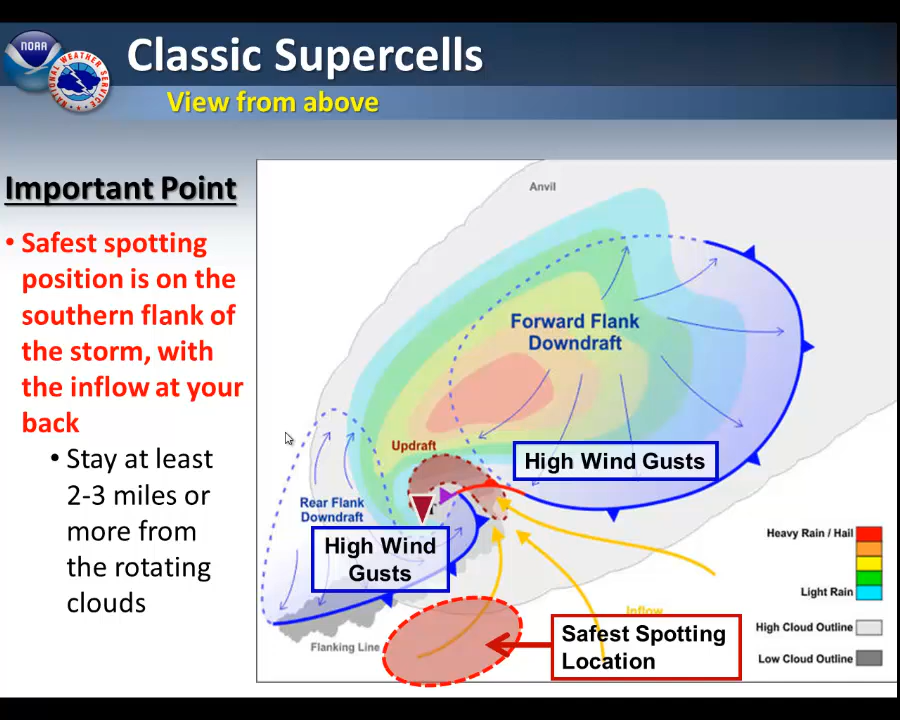 NOAA
NATIONAL WEATHER SERVICE
Classic Supercells
View from above
Important Point
• Safest spotting
position is on the
southern flank of
the storm, with
the inflow at your
back
• Stay at least
2-3 miles or
more from
the rotating
clouds
Anvil
Forward Flank
Downdraft
Updraft
High Wind Gusts
Rear Flank
Downdraft
High Wind
Gusts
Inflow
Safest Spotting
Location
Flanking Line
Heavy Rain / Hail
Light Rain
High Cloud Outline
Low Cloud Outline